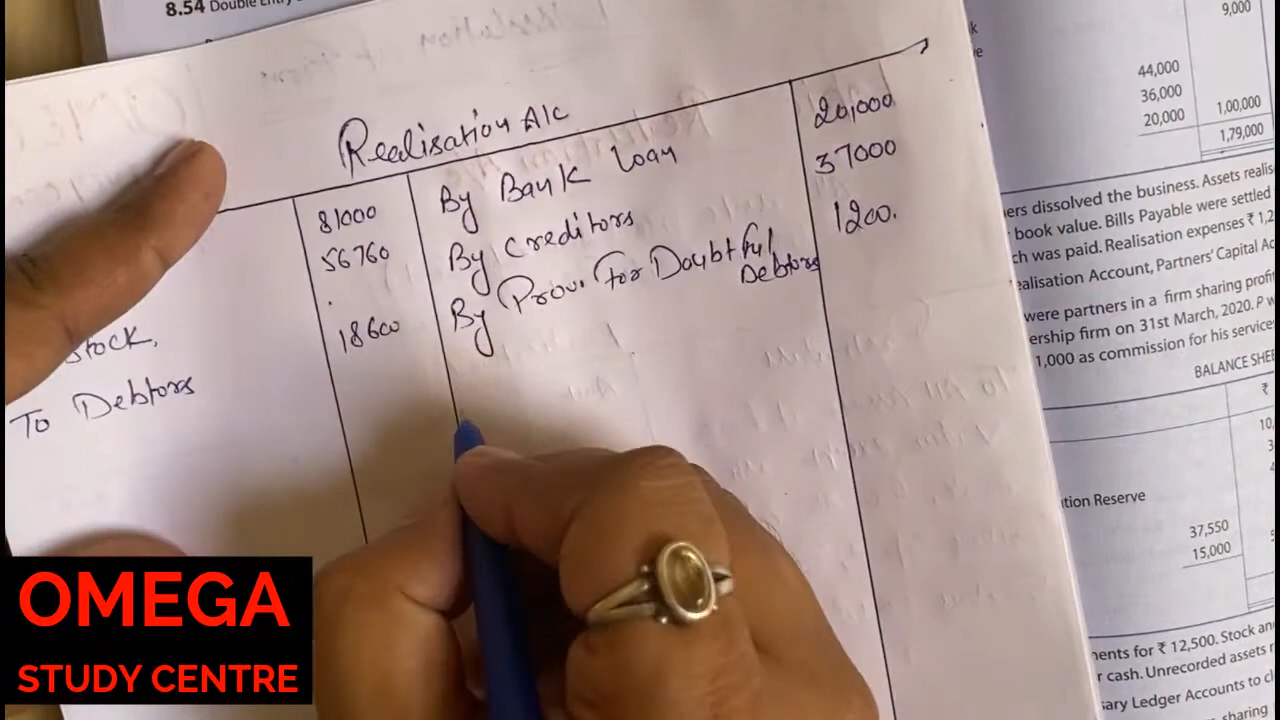 8.54 Double Entry
Realisation A/c
81000
56760
.
18600
Stock,
To Debtors
By Bank loan 20,000
By Creditors 37000
By Prov. For Doubtful 1200.
Debtors
9,000
44,000
36,000
20,000 1,00,000
1,79,000
ers dissolved the business. Assets realis
book value. Bills Payable were settled
ch was paid. Realisation expenses ₹ 1,2
ealisation Account, Partners' Capital Ac
were partners in a firm sharing profi
ership firm on 31st March, 2020. P w
1,000 as commission for his service
BALANCE SHE
₹
10,
3
tion Reserve
37,550
15,000
ents for ₹ 12,500. Stock an
r cash. Unrecorded assets r
sary Ledger Accounts to cl
sharing
OMEGA
STUDY CENTRE